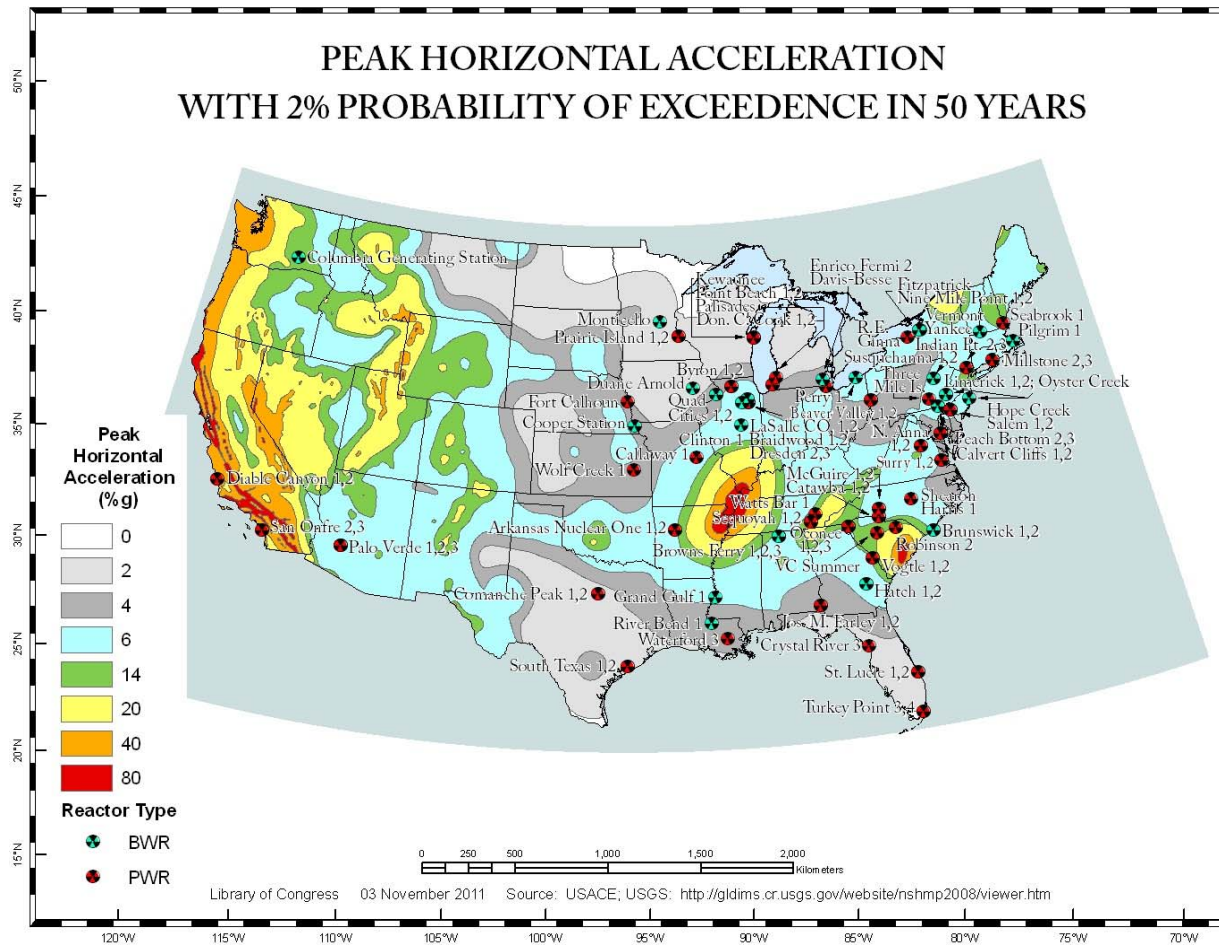 PEAK HORIZONTAL ACCELERATION
WITH 2% PROBABILITY OF EXCEEDENCE IN 50 YEARS
50°N
45°N
40°N
35°N
30°N
25°N
20°N
15°N
120°W
115°W
110°W
105°W
100°W
95°W
90°W
85°W
80°W
75°W
70°W
Columbia Generating Station
Diable Canyon 1,2
San Onfre 2,3
Palo Verde 1,2,3
Monticello
Prairie Island 1,2
Kewaunee
Point Beach 1,2
Palisades
Don. C. Cook 1,2
Enrico Fermi 2
Davis-Besse
Fitzpatrick
Nine Mile Point 1,2
Vermont
Yankee
Seabrook 1
Pilgrim 1
R.E.
Ginna
Indian Pt. 2,3
Millstone 2,3
Susquehanna 1,2
Three
Mile Is.
Limerick 1,2; Oyster Creek
Byron 1,2
Duane Arnold
Fort Calhoun
Quad
Cities 1,2
Cooper Station
Perry 1
Beaver Valley 1,2
Hope Creek
Salem 1,2
LaSalle CO. 1,2
Clinton 1
Braidwood 1,2
Dresden 2,3
N. Anna
1,2
Peach Bottom 2,3
Calvert Cliffs 1,2
Callaway 1
Wolf Creek 1
McGuire 1,2
Catawba 1,2
Surry 1,2
Watts Bar 1
Sequoyah 1,2
Shearon
Harris 1
Arkansas Nuclear One 1,2
Browns Ferry 1,2,3
Oconee
1,2,3
Brunswick 1,2
Robinson 2
VC Summer
Vogtle 1,2
Hatch 1,2
Comanche Peak 1,2
Grand Gulf 1
River Bend 1
Waterford 3
Jos. M. Farley 1,2
Crystal River 3
South Texas 1,2
St. Lucie 1,2
Turkey Point 3,4
Peak
Horizontal
Acceleration
(%g)
0
2
4
6
14
20
40
80
Reactor Type
BWR
PWR
0 250 500 1,000 1,500 2,000
Kilometers
Library of Congress 03 November 2011 Source: USACE; USGS: http://gldims.cr.usgs.gov/website/nshmp2008/viewer.htm